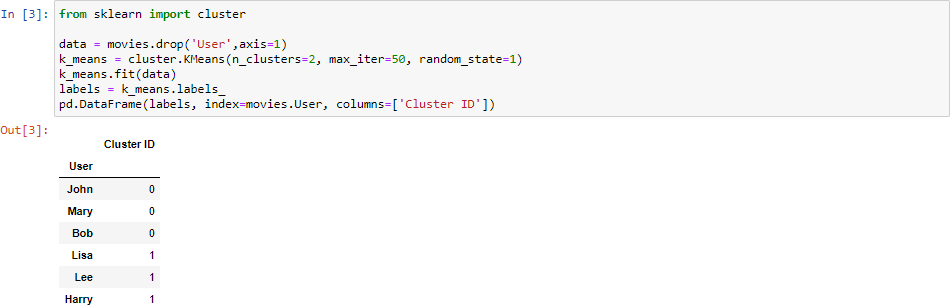 In [3]: from sklearn import cluster
data = movies.drop('User',axis=1)
k_means = cluster.KMeans(n_clusters=2, max_iter=50, random_state=1)
k_means.fit(data)
labels = k_means.labels_
pd.DataFrame(labels, index=movies.User, columns=['Cluster ID'])
Out[3]:
Cluster ID
User
John 0
Mary 0
Bob 0
Lisa 1
Lee 1
Harry 1